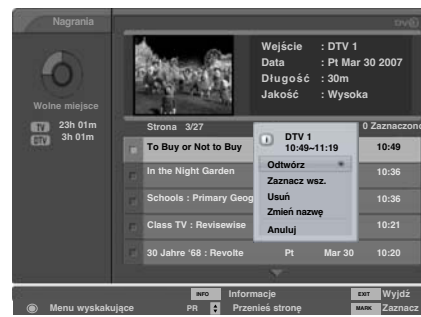 Nagrania
DVR
Wejście : DTV 1
Data : Pt Mar 30 2007
Długość : 30m
Jakość : Wysoka
Wolne miejsce
TV 23h 01m
DTV 3h 01m
Strona 3/27
0 Zaznaczono
To Buy or Not to Buy 10:49
In the Night Garden 10:36
Schools : Primary Geog 10:36
Class TV : Revisewise 10:21
30 Jahre '68 : Revolte Pt Mar 30 10:20
i DTV 1
10:49~11:19
Odtwórz
Zaznacz wsz.
Usuń
Zmień nazwę
Anuluj
INFO Informacje EXIT Wyjdź
Menu wyskakujące PR Przenieś stronę MARK Zaznacz